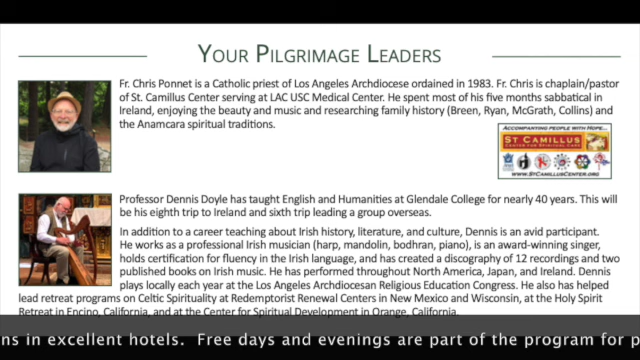 YOUR PILGRIMAGE LEADERS
Fr. Chris Ponnet is a Catholic priest of Los Angeles Archdiocese ordained in 1983. Fr. Chris is chaplain/pastor
of St. Camillus Center serving at LAC USC Medical Center. He spent most of his five months sabbatical in
Ireland, enjoying the beauty and music and researching family history (Breen, Ryan, McGrath, Collins) and
the Anamcara spiritual traditions.
ACCOMPANYING PEOPLE WITH HOPE...
ST CAMILLUS
CENTER FOR SPIRITUAL CARE
WWW.STCAMILLUSCENTER.ORG
Professor Dennis Doyle has taught English and Humanities at Glendale College for nearly 40 years. This will
be his eighth trip to Ireland and sixth trip leading a group overseas.
In addition to a career teaching about Irish history, literature, and culture, Dennis is an avid participant.
He works as a professional Irish musician (harp, mandolin, bodhran, piano), is an award-winning singer,
holds certification for fluency in the Irish language, and has created a discography of 12 recordings and two
published books on Irish music. He has performed throughout North America, Japan, and Ireland. Dennis
plays locally each year at the Los Angeles Archdiocesan Religious Education Congress. He also has helped
lead retreat programs on Celtic Spirituality at Redemptorist Renewal Centers in New Mexico and Wisconsin, at the Holy Spirit
Retreat in Encino, California, and at the Center for Spiritual Development in Orange, California.
ns in excellent hotels. Free days and evenings are part of the program for p